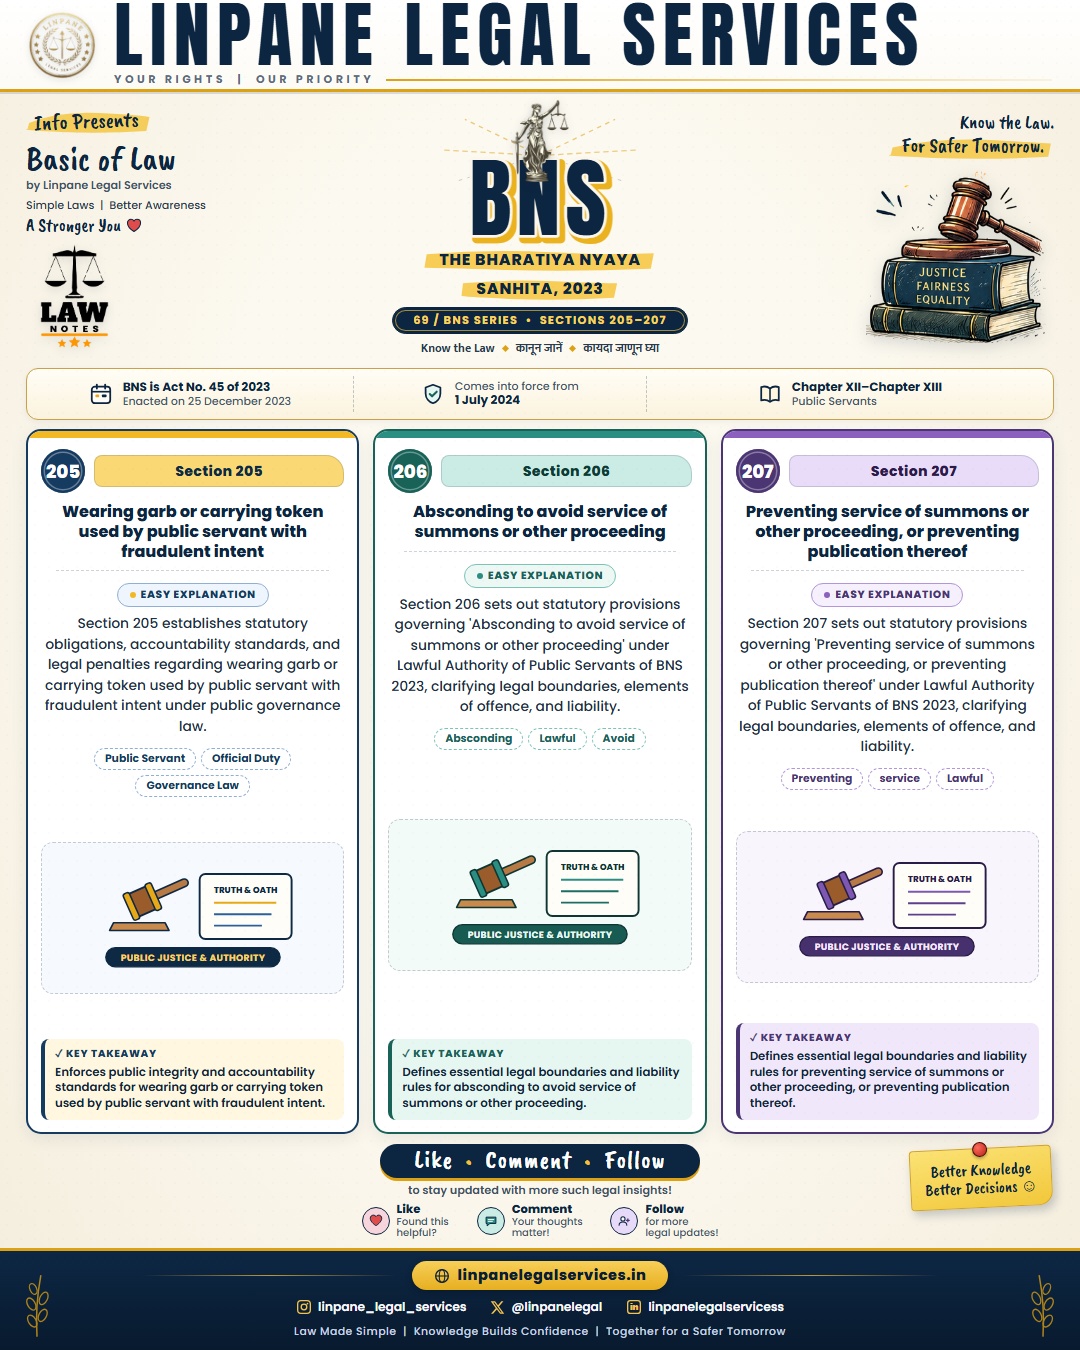 LINPANE LEGAL SERVICES
YOUR RIGHTS | OUR PRIORITY
Info Presents
Basic of Law
by Linpane Legal Services
Simple Laws | Better Awareness
A Stronger You
LAW
NOTES
BNS
THE BHARATIYA NYAYA
SANHITA, 2023
69 / BNS SERIES • SECTIONS 205–207
Know the Law ◆ कानून जानें ◆ कायदा जाणून घ्या
Know the Law.
For Safer Tomorrow.
JUSTICE
FAIRNESS
EQUALITY
BNS is Act No. 45 of 2023
Enacted on 25 December 2023
Comes into force from
1 July 2024
Chapter XII–Chapter XIII
Public Servants
205
Section 205
Wearing garb or carrying token
used by public servant with
fraudulent intent
EASY EXPLANATION
Section 205 establishes statutory
obligations, accountability standards, and
legal penalties regarding wearing garb or
carrying token used by public servant with
fraudulent intent under public governance
law.
Public Servant
Official Duty
Governance Law
TRUTH & OATH
PUBLIC JUSTICE & AUTHORITY
✓ KEY TAKEAWAY
Enforces public integrity and accountability
standards for wearing garb or carrying token
used by public servant with fraudulent intent.
206
Section 206
Absconding to avoid service of
summons or other proceeding
EASY EXPLANATION
Section 206 sets out statutory provisions
governing 'Absconding to avoid service of
summons or other proceeding' under
Lawful Authority of Public Servants of BNS
2023, clarifying legal boundaries, elements
of offence, and liability.
Absconding
Lawful
Avoid
TRUTH & OATH
PUBLIC JUSTICE & AUTHORITY
✓ KEY TAKEAWAY
Defines essential legal boundaries and liability
rules for absconding to avoid service of
summons or other proceeding.
207
Section 207
Preventing service of summons or
other proceeding, or preventing
publication thereof
EASY EXPLANATION
Section 207 sets out statutory provisions
governing 'Preventing service of summons
or other proceeding, or preventing
publication thereof' under Lawful Authority
of Public Servants of BNS 2023, clarifying
legal boundaries, elements of offence, and
liability.
Preventing
service
Lawful
TRUTH & OATH
PUBLIC JUSTICE & AUTHORITY
✓ KEY TAKEAWAY
Defines essential legal boundaries and liability
rules for preventing service of summons or
other proceeding, or preventing publication
thereof.
Like • Comment • Follow
to stay updated with more such legal insights!
Like
Found this
helpful?
Comment
Your thoughts
matter!
Follow
for more
legal updates!
Better Knowledge
Better Decisions ☺
linpanelegalservices.in
linpane_legal_services
@linpanelegal
linpanelegalservicess
Law Made Simple | Knowledge Builds Confidence | Together for a Safer Tomorrow